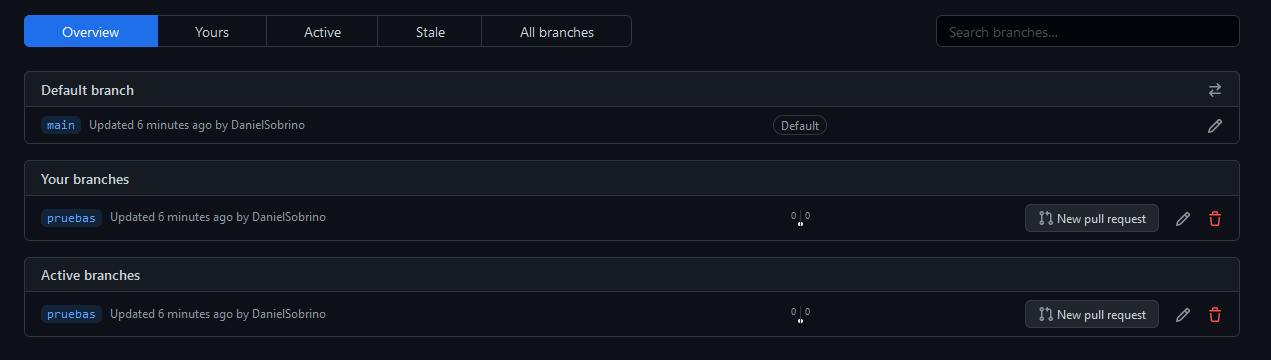 Overview Yours Active Stale All branches Search branches...
Default branch
main Updated 6 minutes ago by DanielSobrino Default
Your branches
pruebas Updated 6 minutes ago by DanielSobrino 0 0 New pull request
Active branches
pruebas Updated 6 minutes ago by DanielSobrino 0 0 New pull request